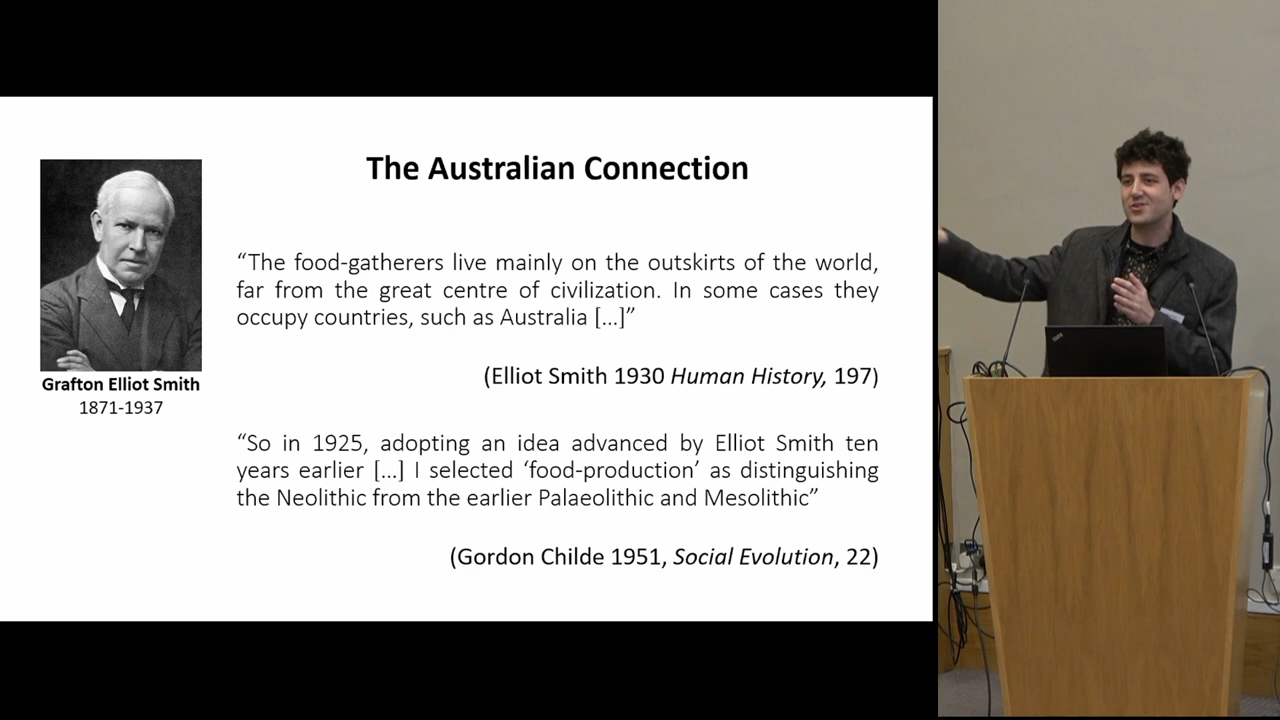 The Australian Connection
“The food-gatherers live mainly on the outskirts of the world,
far from the great centre of civilization. In some cases they
occupy countries, such as Australia [...]”
(Elliot Smith 1930 Human History, 197)
Grafton Elliot Smith
1871-1937
“So in 1925, adopting an idea advanced by Elliot Smith ten
years earlier [...] I selected ‘food-production’ as distinguishing
the Neolithic from the earlier Palaeolithic and Mesolithic”
(Gordon Childe 1951, Social Evolution, 22)